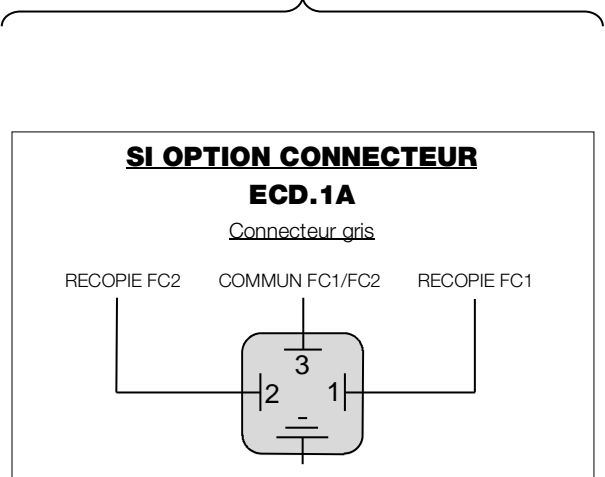 SI OPTION CONNECTEUR
ECD.1A
Connecteur gris
RECOPIE FC2 COMMUN FC1/FC2 RECOPIE FC1
3
2 1